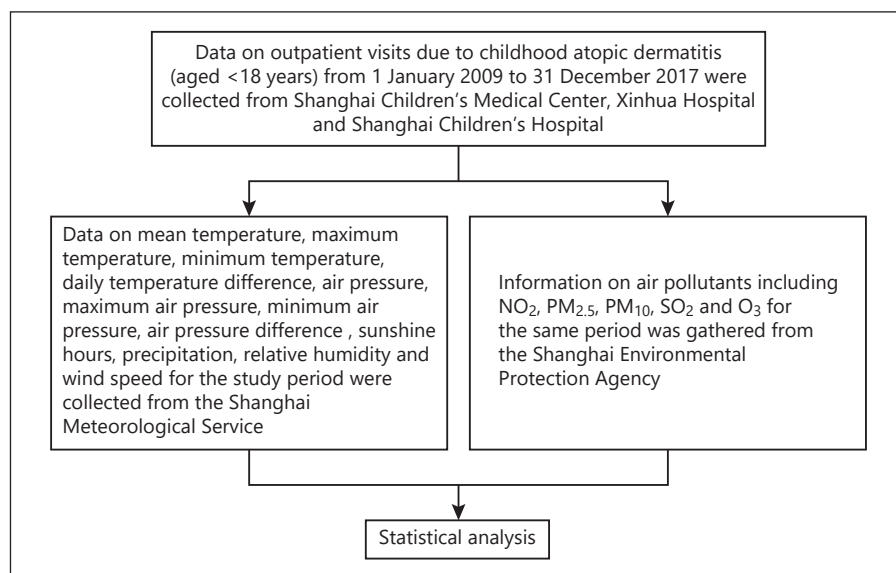 Data on outpatient visits due to childhood atopic dermatitis
(aged <18 years) from 1 January 2009 to 31 December 2017 were
collected from Shanghai Children’s Medical Center, Xinhua Hospital
and Shanghai Children’s Hospital
Data on mean temperature, maximum
temperature, minimum temperature,
daily temperature difference, air pressure,
maximum air pressure, minimum air
pressure, air pressure difference , sunshine
hours, precipitation, relative humidity and
wind speed for the study period were
collected from the Shanghai
Meteorological Service
Information on air pollutants including
NO₂, PM₂.₅, PM₁₀, SO₂ and O₃ for
the same period was gathered from
the Shanghai Environmental
Protection Agency
Statistical analysis